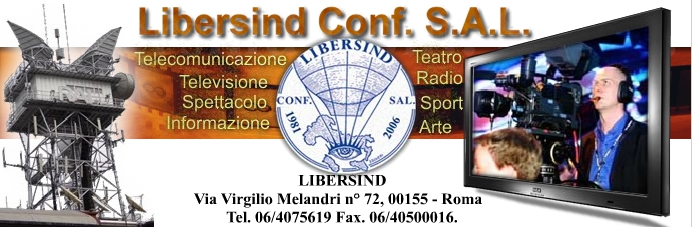 Libersind Conf. S.A.L.
Telecomunicazione
Televisione
Spettacolo
Informazione
LIBERSIND
CONF. SAL.
1981 2006
Teatro
Radio
Sport
Arte
LIBERSIND
Via Virgilio Melandri n° 72, 00155 - Roma
Tel. 06/4075619 Fax. 06/40500016.